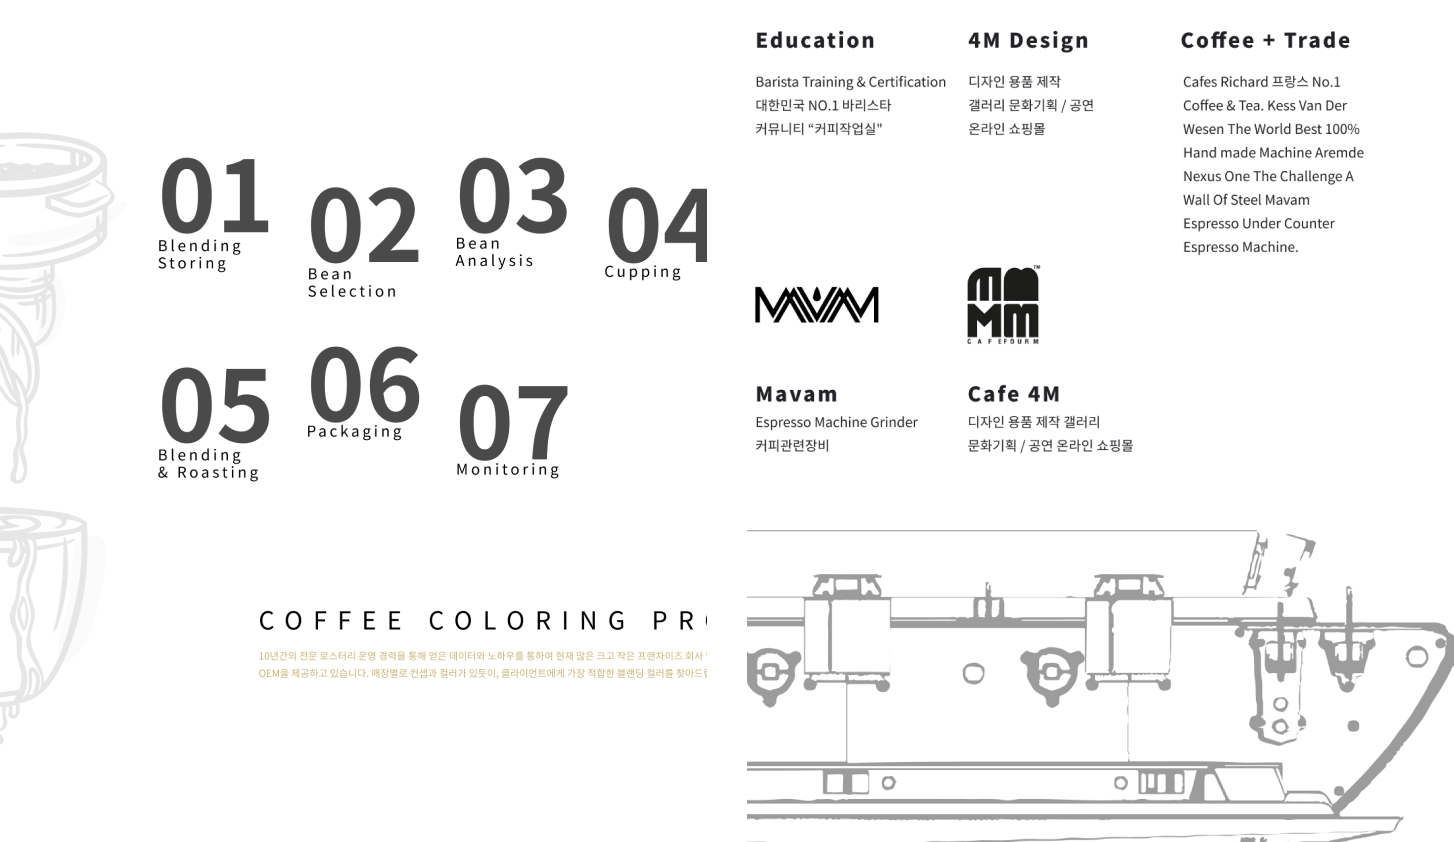 01
Blending
Storing
02
Bean
Selection
03
Bean
Analysis
04
Cupping
05
Blending
& Roasting
06
Packaging
07
Monitoring
COFFEE COLORING
10년간의 전문 로스터리 운영 경력을 통해 얻은 데이터와 노하우를 통하여 현재 많은 크고 작은 프랜차이즈 회사
OEM을 제공하고 있습니다. 매장별로 컨셉과 컬러가 있듯이, 클라이언트에게 가장 적합한 블랜딩 컬러를
Education
Barista Training & Certification
대한민국 NO.1 바리스타
커뮤니티 “커피작업실"
4M Design
디자인 용품 제작
갤러리 문화기획 / 공연
온라인 쇼핑몰
Coffee + Trade
Cafes Richard 프랑스 No.1
Coffee & Tea. Kess Van Der
Wesen The World Best 100%
Hand made Machine Aremde
Nexus One The Challenge A
Wall Of Steel Mavam
Espresso Under Counter
Espresso Machine.
MAVAM
TM
CAFEFOURM
Mavam
Espresso Machine Grinder
커피관련장비
Cafe 4M
디자인 용품 제작 갤러리
문화기획 / 공연 온라인 쇼핑몰